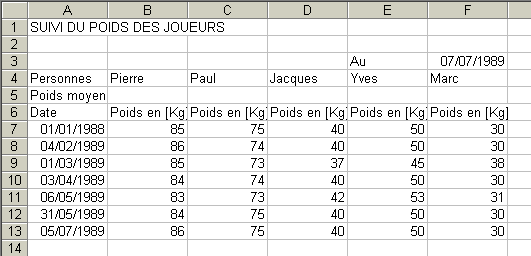 A B C D E F
1 SUIVI DU POIDS DES JOUEURS
2
3 Au 07/07/1989
4 Personnes Pierre Paul Jacques Yves Marc
5 Poids moyen
6 Date Poids en [Kg] Poids en [Kg] Poids en [Kg] Poids en [Kg] Poids en [Kg]
7 01/01/1988 85 75 40 50 30
8 04/02/1989 86 74 40 50 30
9 01/03/1989 85 73 37 45 38
10 03/04/1989 84 74 40 50 30
11 06/05/1989 83 73 42 53 31
12 31/05/1989 84 75 40 50 30
13 05/07/1989 86 75 40 50 30
14